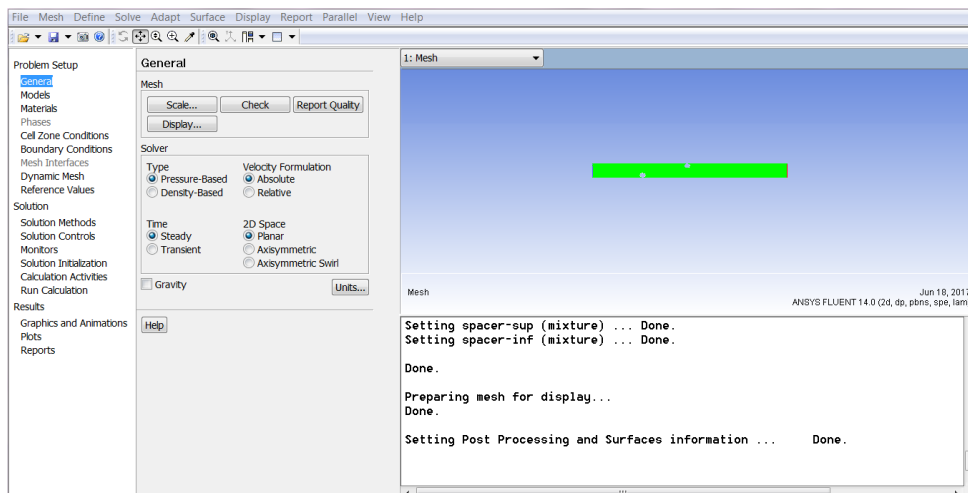 File Mesh Define Solve Adapt Surface Display Report Parallel View Help
Problem Setup
General
Models
Materials
Phases
Cell Zone Conditions
Boundary Conditions
Mesh Interfaces
Dynamic Mesh
Reference Values
Solution
Solution Methods
Solution Controls
Monitors
Solution Initialization
Calculation Activities
Run Calculation
Results
Graphics and Animations
Plots
Reports
General
Mesh
Scale... Check Report Quality
Display...
Solver
Type Velocity Formulation
Pressure-Based Absolute
Density-Based Relative
Time 2D Space
Steady Planar
Transient Axisymmetric
Axisymmetric Swirl
Gravity Units...
Help
1: Mesh
Mesh Jun 18, 2017
ANSYS FLUENT 14.0 (2d, dp, pbns, spe, lam
Setting spacer-sup (mixture) ... Done.
Setting spacer-inf (mixture) ... Done.
Done.
Preparing mesh for display...
Done.
Setting Post Processing and Surfaces information ... Done.